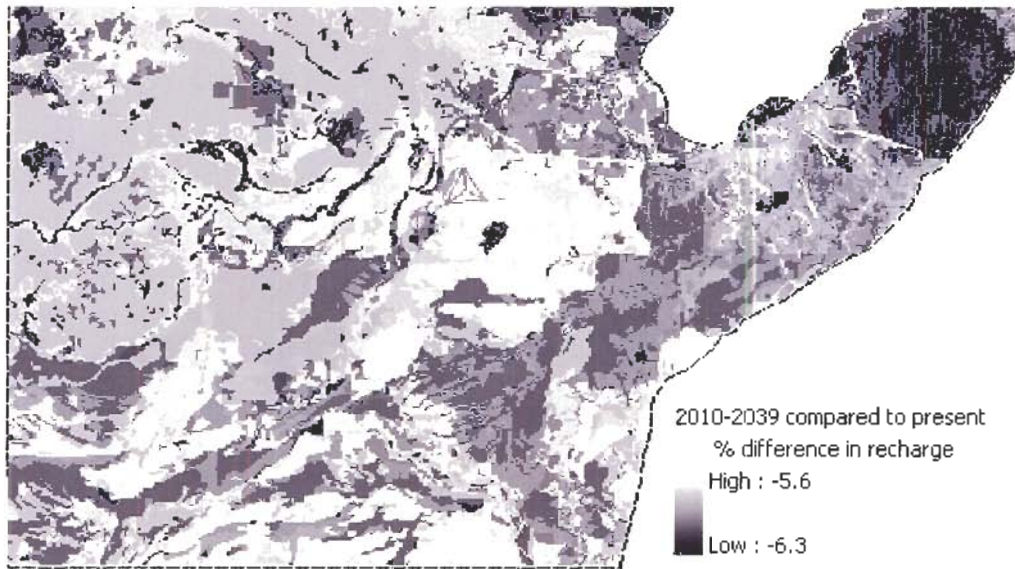 2010-2039 compared to present
% difference in recharge
High : -5.6
Low : -6.3